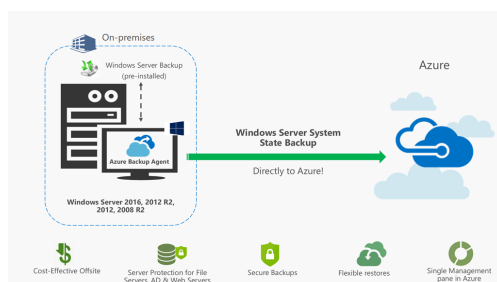 On-premises
Windows Server Backup
(pre-installed)
Azure
Azure Backup Agent
Windows Server System
State Backup
Directly to Azure!
Windows Server 2016, 2012 R2,
2012, 2008 R2
Cost-Effective Offsite
Server Protection for File
Servers, AD & Web Servers
Secure Backups
Flexible restores
Single Management
pane in Azure